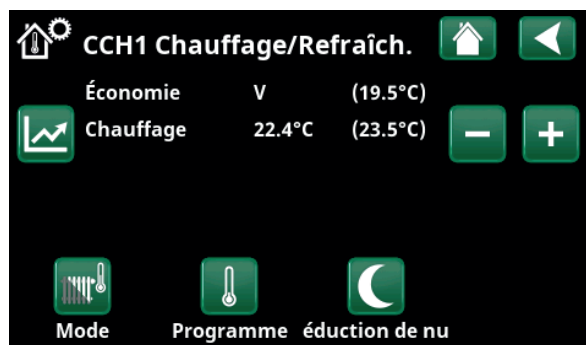 CCH1 Chauffage/Refraîch.
Économie V (19.5°C)
Chauffage 22.4°C (23.5°C)
Mode Programme éduction de nu